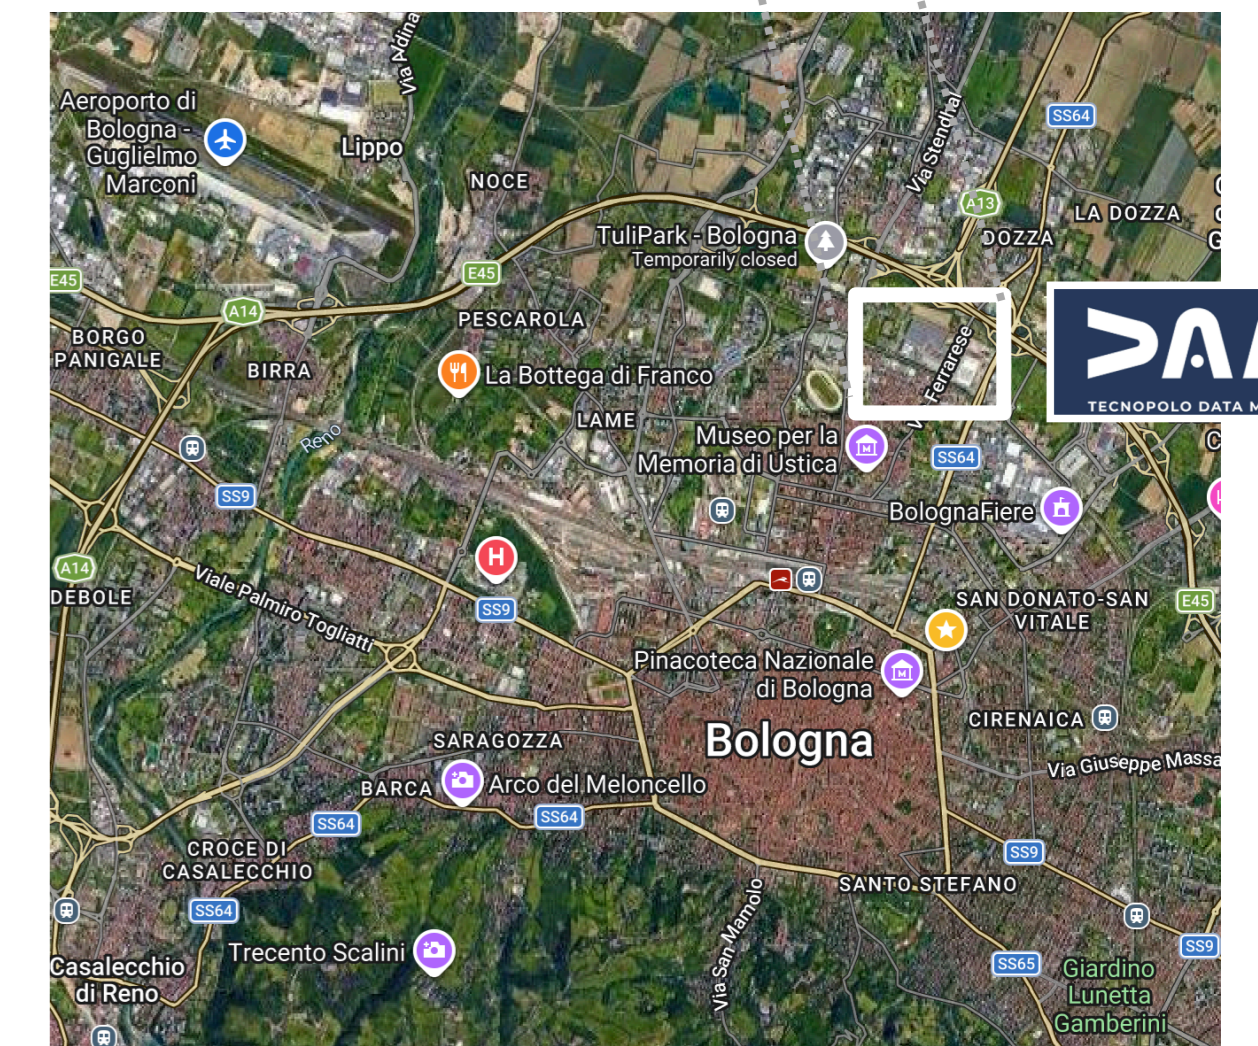 Via Aldina
SS64
Aeroporto di
Bologna -
Guglielmo
Marconi
Lippo
NOCE
Via Stendhal
A13
LA DOZZA
DOZZA
TuliPark - Bologna
Temporarily closed
E45
E45
A14
PESCAROLA
BORGO
PANIGALE
BIRRA
La Bottega di Franco
Ferrarese
TECNOPOLO DATA M
LAME
Reno
Museo per la
Memoria di Ustica
SS64
SS9
BolognaFiere
H
A14
DEBOLE
Viale Palmiro Togliatti
SS9
SAN DONATO-SAN
VITALE
E45
Pinacoteca Nazionale
di Bologna
Bologna
CIRENAICA
SARAGOZZA
Via Giuseppe Massa
BARCA
Arco del Meloncello
SS64
SS64
CROCE DI
CASALECCHIO
SS9
SANTO STEFANO
SS64
Via San Mamolo
Trecento Scalini
SS9
SS65
Casalecchio
di Reno
Giardino
Lunetta
Gamberini